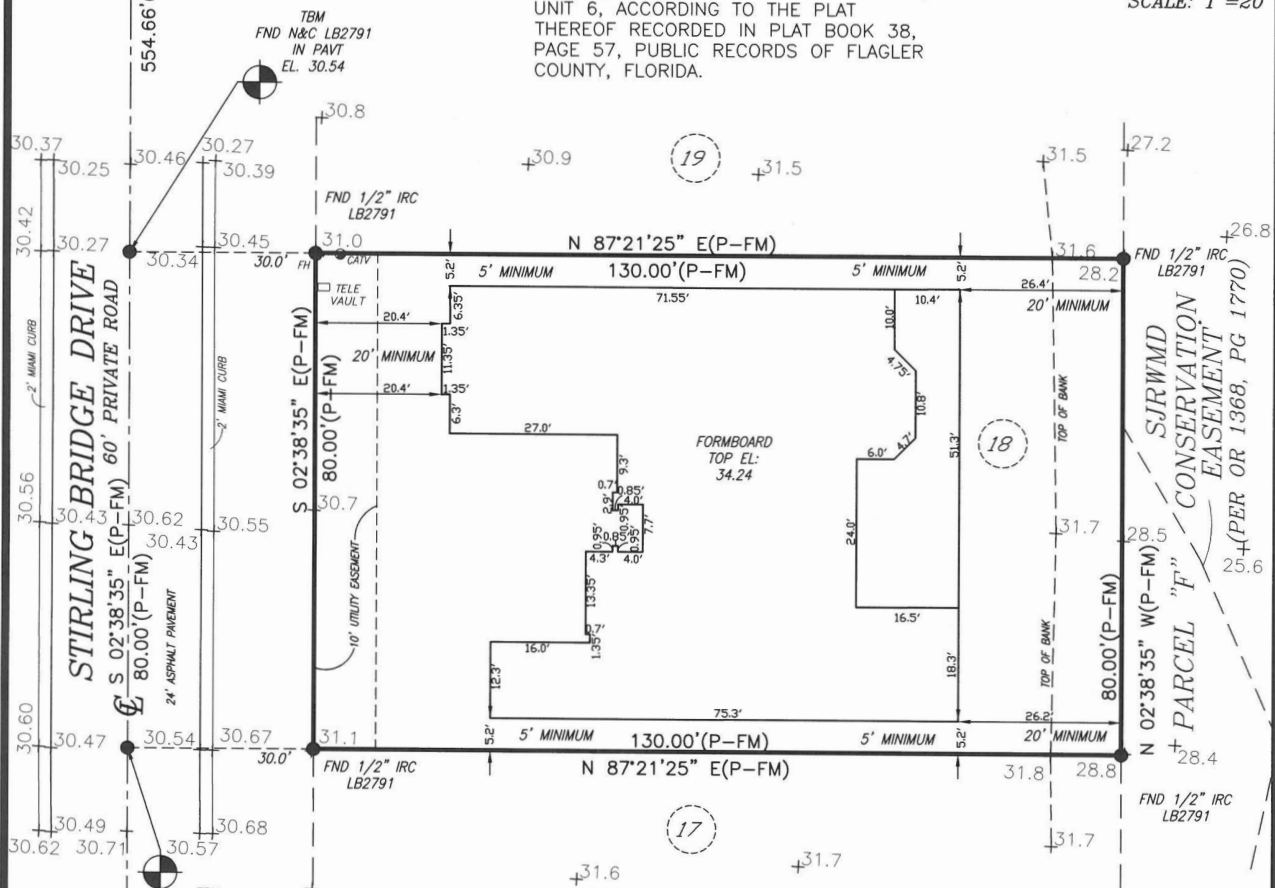 554.66'
TBM
FND N&C LB2791
IN PAVT
EL. 30.54
UNIT 6, ACCORDING TO THE PLAT
THEREOF RECORDED IN PLAT BOOK 38,
PAGE 57, PUBLIC RECORDS OF FLAGLER
COUNTY, FLORIDA.
SCALE: 1"=20'
30.8
30.37
30.25
30.46
30.27
30.39
30.9
19
31.5
31.5
27.2
FND 1/2" IRC
LB2791
30.42
30.27
30.34
30.45
30.0'
31.0
FH
CATV
N 87°21'25" E(P-FM)
130.00'(P-FM)
5' MINIMUM
5' MINIMUM
5.2'
5.2'
31.6
28.2
FND 1/2" IRC
LB2791
26.8
TELE
VAULT
71.55'
10.4'
26.4'
20' MINIMUM
6.35'
10.0'
20.4'
1.35'
11.35'
20' MINIMUM
20.4'
1.35'
6.3'
4.75'
10.8'
4.7'
6.0'
27.0'
9.3'
FORMBOARD
TOP EL:
34.24
51.3'
18
TOP OF BANK
STIRLING BRIDGE DRIVE
S 02°38'35" E(P-FM) 60' PRIVATE ROAD
80.00'(P-FM)
2' MIAMI CURB
2' MIAMI CURB
24' ASPHALT PAVEMENT
S 02°38'35" E(P-FM)
80.00'(P-FM)
10' UTILITY EASEMENT
30.56
30.43
30.62
30.43
30.55
30.7
0.7'
0.85'
2.9'
4.0'
0.95'
7.7'
0.95'
0.85'
0.95'
4.3'
4.0'
13.35'
0.7'
1.35'
16.0'
12.3'
24.0'
16.5'
18.3'
31.7
28.5
25.6
TOP OF BANK
80.00'(P-FM)
N 02°38'35" W(P-FM)
SJRWMD
CONSERVATION
EASEMENT.
(PER OR 1368, PG 1770)
PARCEL "F"
75.3'
26.2'
5.2'
5' MINIMUM
130.00'(P-FM)
5' MINIMUM
5.2'
20' MINIMUM
N 87°21'25" E(P-FM)
30.60
30.47
30.54
30.67
30.0'
31.1
FND 1/2" IRC
LB2791
31.8
28.8
28.4
FND 1/2" IRC
LB2791
30.49
30.62
30.71
30.57
30.68
17
31.6
31.7
31.7